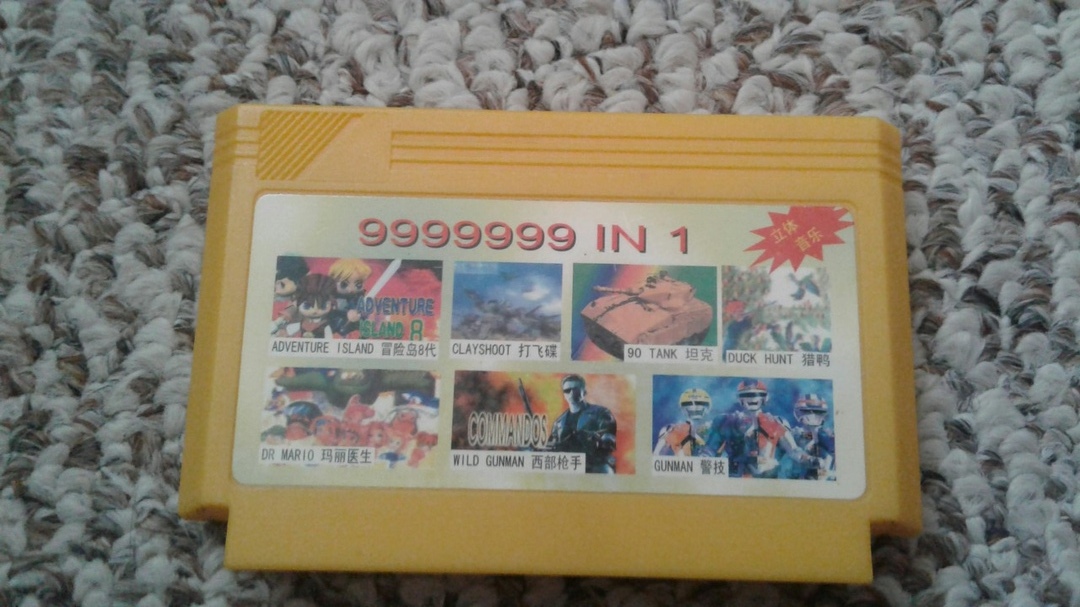 9999999 IN 1
立体
音乐
ADVENTURE
ISLAND 8
ADVENTURE ISLAND 冒险岛8代
CLAYSHOOT 打飞碟
90 TANK 坦克
DUCK HUNT 猎鸭
DR MARIO 玛丽医生
COMMANDOS
WILD GUNMAN 西部枪手
GUNMAN 警技